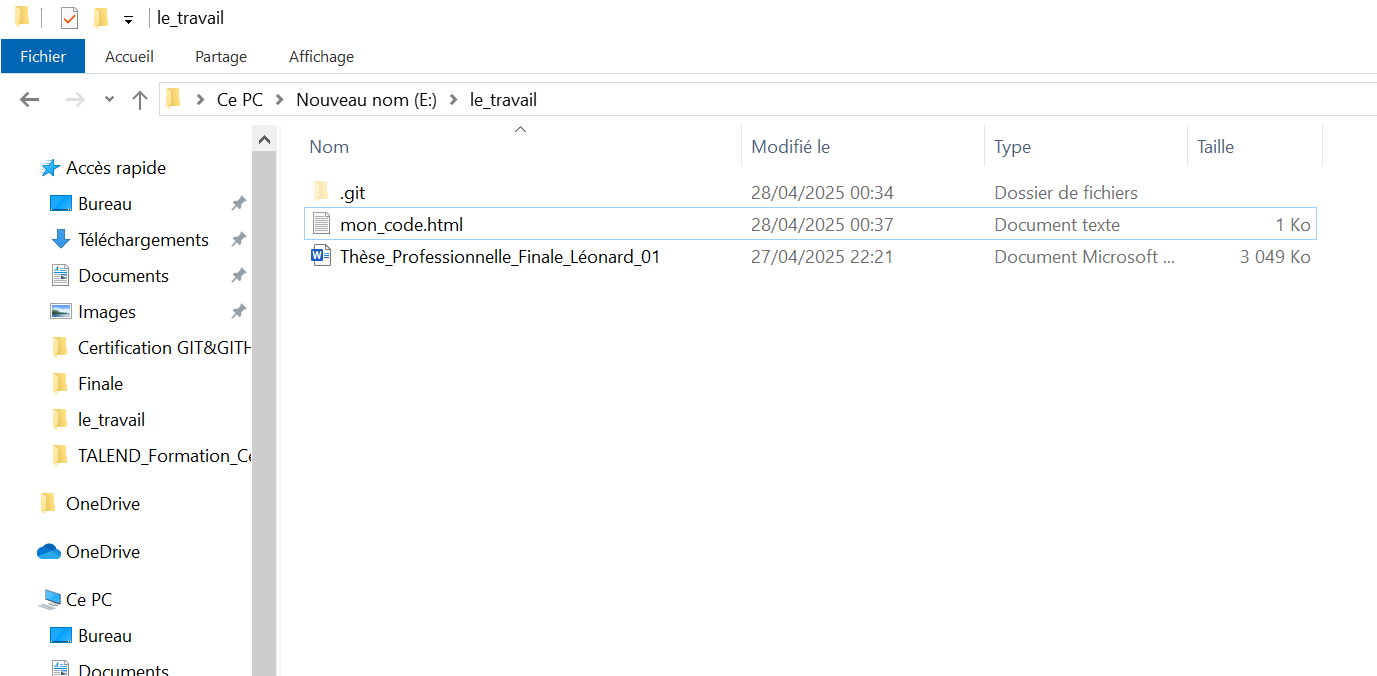 le_travail
Fichier Accueil Partage Affichage
Ce PC Nouveau nom (E:) le_travail
Nom Modifié le Type Taille
.git 28/04/2025 00:34 Dossier de fichiers
mon_code.html 28/04/2025 00:37 Document texte 1 Ko
Thèse_Professionnelle_Finale_Léonard_01 27/04/2025 22:21 Document Microsoft ... 3 049 Ko
Accès rapide
Bureau
Téléchargements
Documents
Images
Certification GIT&GITH
Finale
le_travail
TALEND_Formation_Ce
OneDrive
OneDrive
Ce PC
Bureau
Documents